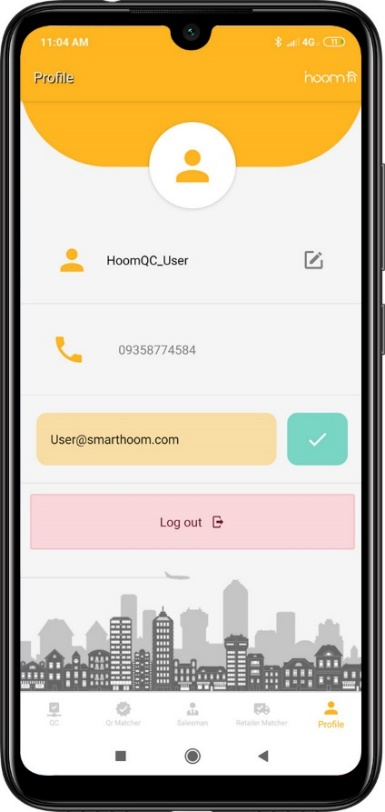 11:04 AM
4G
11
Profile
hoom
HoomQC_User
09358774584
User@smarthoom.com
Log out
QC
Qr Matcher
Salesman
Retailer Matcher
Profile